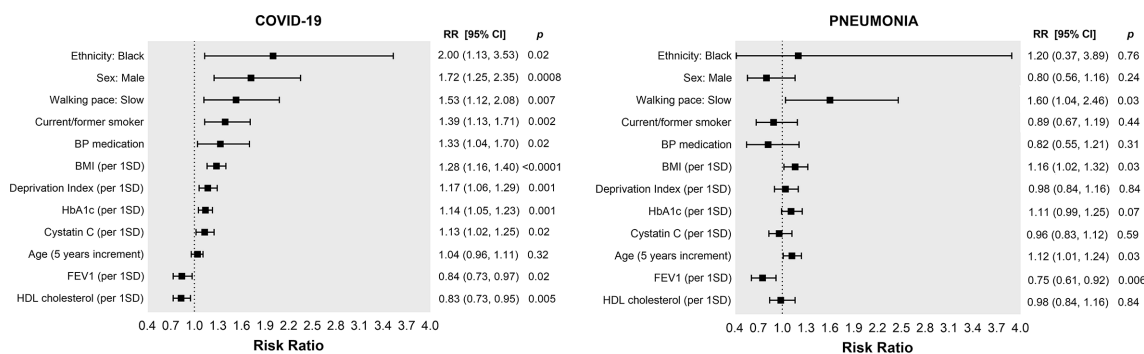 COVID-19
RR [95% CI] p
Ethnicity: Black 2.00 (1.13, 3.53) 0.02
Sex: Male 1.72 (1.25, 2.35) 0.0008
Walking pace: Slow 1.53 (1.12, 2.08) 0.007
Current/former smoker 1.39 (1.13, 1.71) 0.002
BP medication 1.33 (1.04, 1.70) 0.02
BMI (per 1SD) 1.28 (1.16, 1.40) <0.0001
Deprivation Index (per 1SD) 1.17 (1.06, 1.29) 0.001
HbA1c (per 1SD) 1.14 (1.05, 1.23) 0.001
Cystatin C (per 1SD) 1.13 (1.02, 1.25) 0.02
Age (5 years increment) 1.04 (0.96, 1.11) 0.32
FEV1 (per 1SD) 0.84 (0.73, 0.97) 0.02
HDL cholesterol (per 1SD) 0.83 (0.73, 0.95) 0.005
0.4 0.7 1.0 1.3 1.6 1.9 2.2 2.5 2.8 3.1 3.4 3.7 4.0
Risk Ratio
PNEUMONIA
RR [95% CI] p
Ethnicity: Black 1.20 (0.37, 3.89) 0.76
Sex: Male 0.80 (0.56, 1.16) 0.24
Walking pace: Slow 1.60 (1.04, 2.46) 0.03
Current/former smoker 0.89 (0.67, 1.19) 0.44
BP medication 0.82 (0.55, 1.21) 0.31
BMI (per 1SD) 1.16 (1.02, 1.32) 0.03
Deprivation Index (per 1SD) 0.98 (0.84, 1.16) 0.84
HbA1c (per 1SD) 1.11 (0.99, 1.25) 0.07
Cystatin C (per 1SD) 0.96 (0.83, 1.12) 0.59
Age (5 years increment) 1.12 (1.01, 1.24) 0.03
FEV1 (per 1SD) 0.75 (0.61, 0.92) 0.006
HDL cholesterol (per 1SD) 0.98 (0.84, 1.16) 0.84
0.4 0.7 1.0 1.3 1.6 1.9 2.2 2.5 2.8 3.1 3.4 3.7 4.0
Risk Ratio